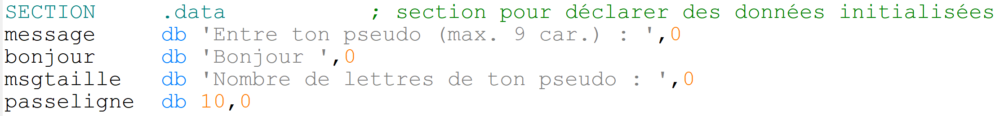 SECTION .data ; section pour déclarer des données initialisées
message db 'Entre ton pseudo (max. 9 car.) : ',0
bonjour db 'Bonjour ',0
msgtaille db 'Nombre de lettres de ton pseudo : ',0
passeligne db 10,0